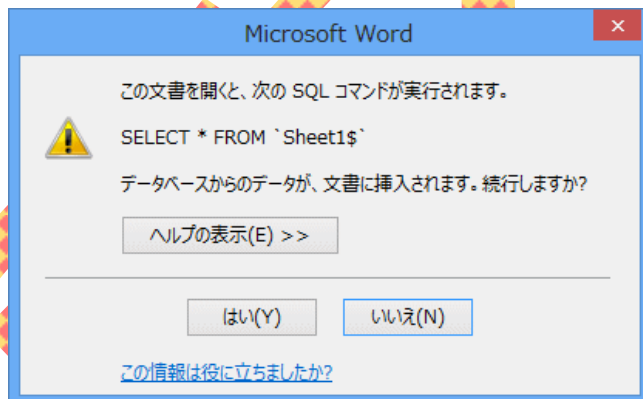 Microsoft Word
この文書を開くと、次の SQL コマンドが実行されます。
SELECT * FROM `Sheet1$`
データベースからのデータが、文書に挿入されます。続行しますか?
ヘルプの表示(E) >>
はい(Y)
いいえ(N)
この情報は役に立ちましたか?